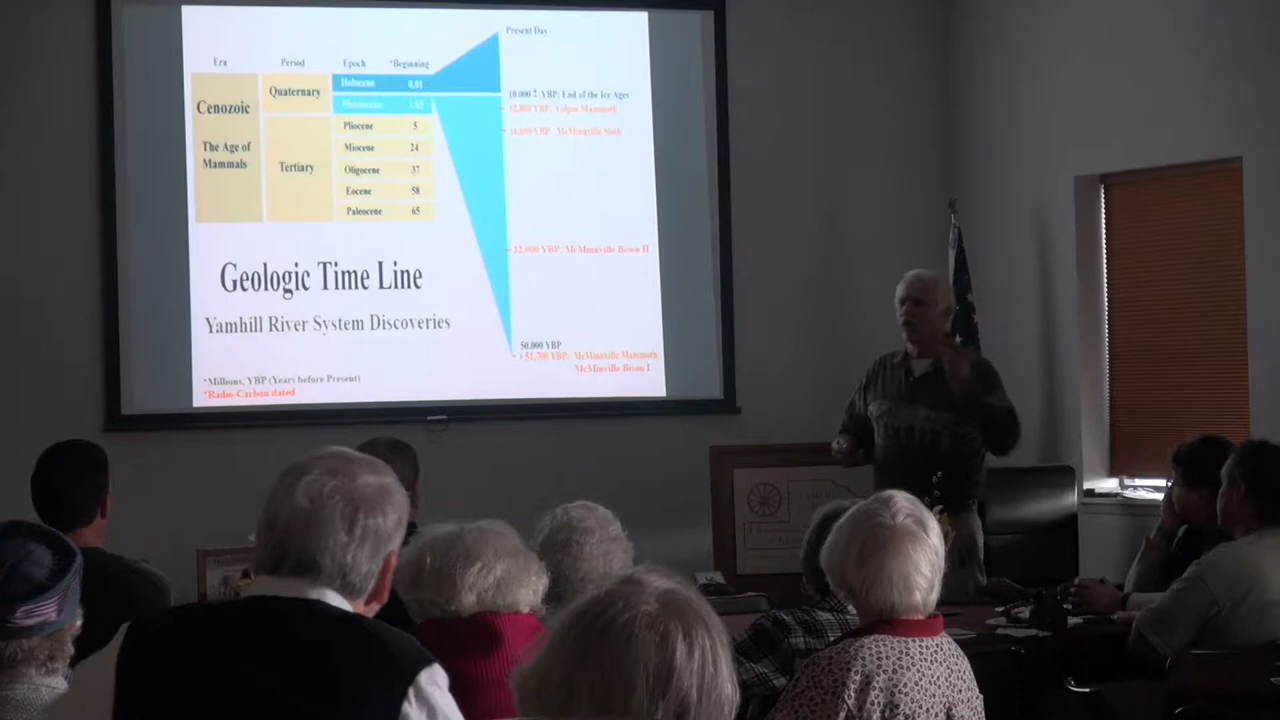 Present Day
Era Period Epoch *Beginning
Cenozoic
The Age of
Mammals
Quaternary
Tertiary
Holocene 0.01
Pleistocene 1.65
Pliocene 5
Miocene 24
Oligocene 37
Eocene 58
Paleocene 65
10.000 ± YBP; End of the Ice Ages
12,800 YBP: Gilpin Mammoth
YBP McMinnville Sloth
32,000 YBP, McMinnville Bison II
50,000 YBP
> 51,700 YBP; McMinnville Mammoth
McMinville Bison I
Geologic Time Line
Yamhill River System Discoveries
*Millions, YBP (Years before Present)
*Radio-Carbon dated